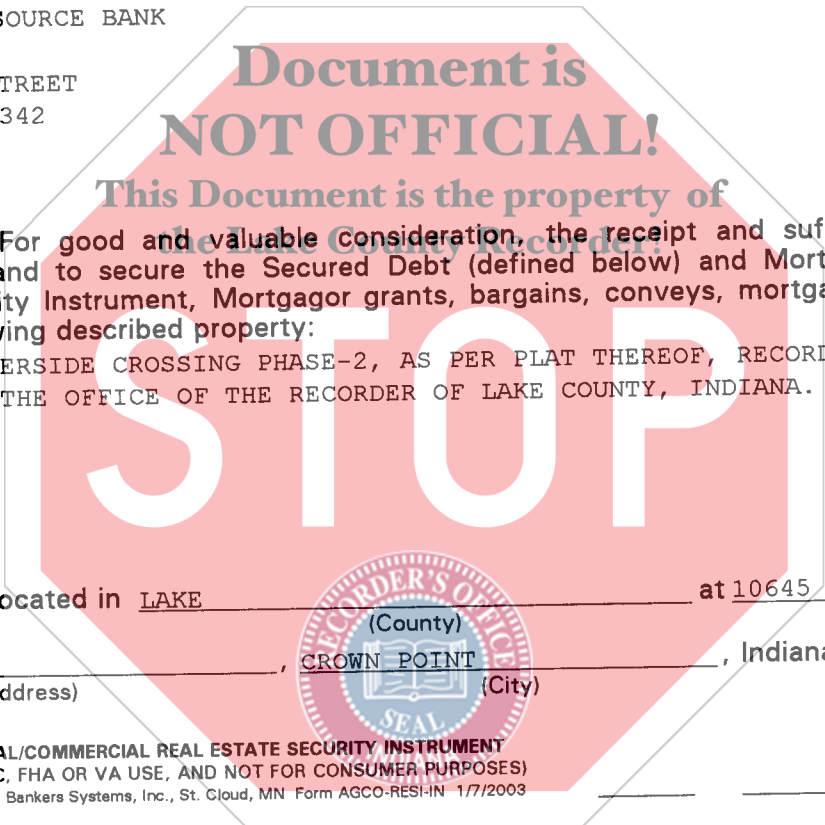 SOURCE BANK
TREET
342
Document is
NOT OFFICIAL!
This Document is the property of
the Lake County Recorder!
For good and valuable consideration, the receipt and suf
and to secure the Secured Debt (defined below) and Mort
ity Instrument, Mortgagor grants, bargains, conveys, mortga
ving described property:
ERSIDE CROSSING PHASE-2, AS PER PLAT THEREOF, RECORD
THE OFFICE OF THE RECORDER OF LAKE COUNTY, INDIANA.
STOP
ocated in LAKE at 10645
(County)
, CROWN POINT , Indiana
ddress) (City)
RECORDER'S OFFICE
SEAL
INDIANA
AL/COMMERCIAL REAL ESTATE SECURITY INSTRUMENT
C, FHA OR VA USE, AND NOT FOR CONSUMER PURPOSES)
Bankers Systems, Inc., St. Cloud, MN Form AGCO-RESI-IN 1/7/2003